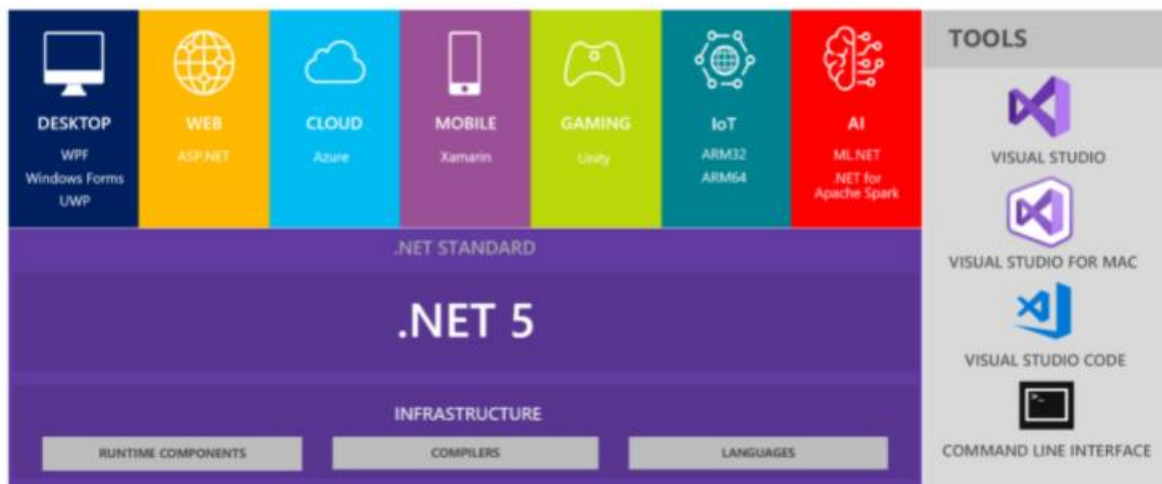 DESKTOP
WPF
Windows Forms
UWP
WEB
ASP.NET
CLOUD
Azure
MOBILE
Xamarin
GAMING
Unity
IoT
ARM32
ARM64
AI
ML.NET
.NET for
Apache Spark
.NET STANDARD
.NET 5
INFRASTRUCTURE
RUNTIME COMPONENTS
COMPILERS
LANGUAGES
TOOLS
VISUAL STUDIO
VISUAL STUDIO FOR MAC
VISUAL STUDIO CODE
>_
COMMAND LINE INTERFACE